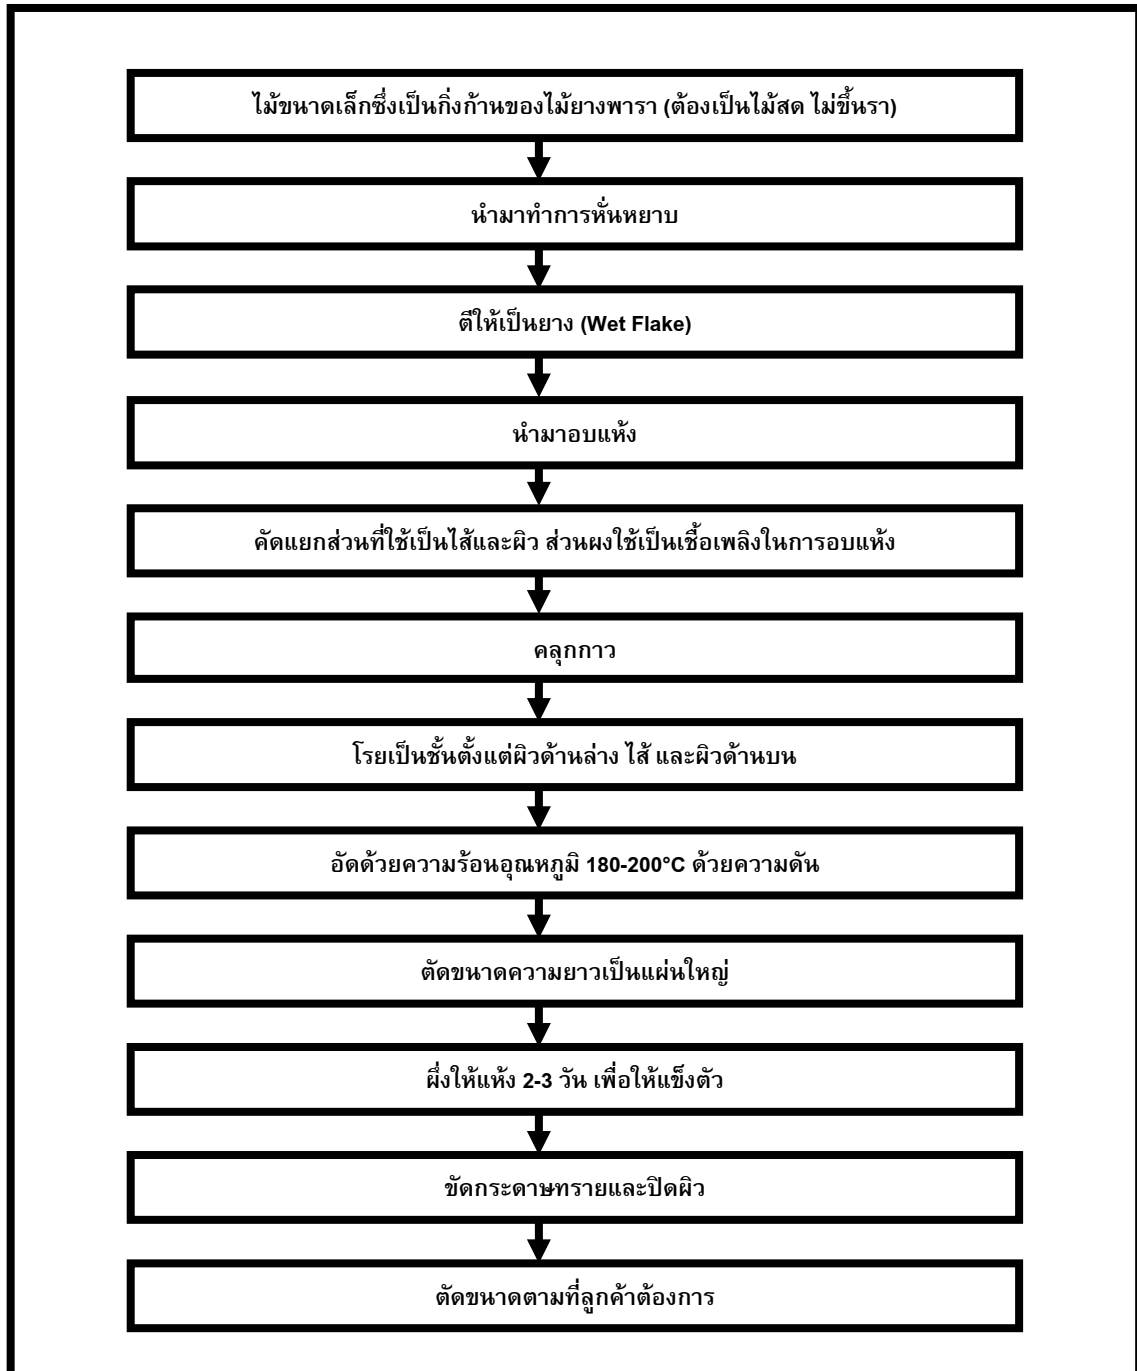 ไม้ขนาดเล็กซึ่งเป็นกิ่งก้านของไม้ยางพารา (ต้องเป็นไม้สด ไม่ขึ้นรา)
นำมาทำการหั่นหยาบ
ตีให้เป็นยาง (Wet Flake)
นำมาอบแห้ง
คัดแยกส่วนที่ใช้เป็นไส้และผิว ส่วนผงใช้เป็นเชื้อเพลิงในการอบแห้ง
คลุกกาว
โรยเป็นชั้นตั้งแต่ผิวด้านล่าง ไส้ และผิวด้านบน
อัดด้วยความร้อนอุณหภูมิ 180-200°C ด้วยความดัน
ตัดขนาดความยาวเป็นแผ่นใหญ่
ผึ่งให้แห้ง 2-3 วัน เพื่อให้แข็งตัว
ขัดกระดาษทรายและปิดผิว
ตัดขนาดตามที่ลูกค้าต้องการ